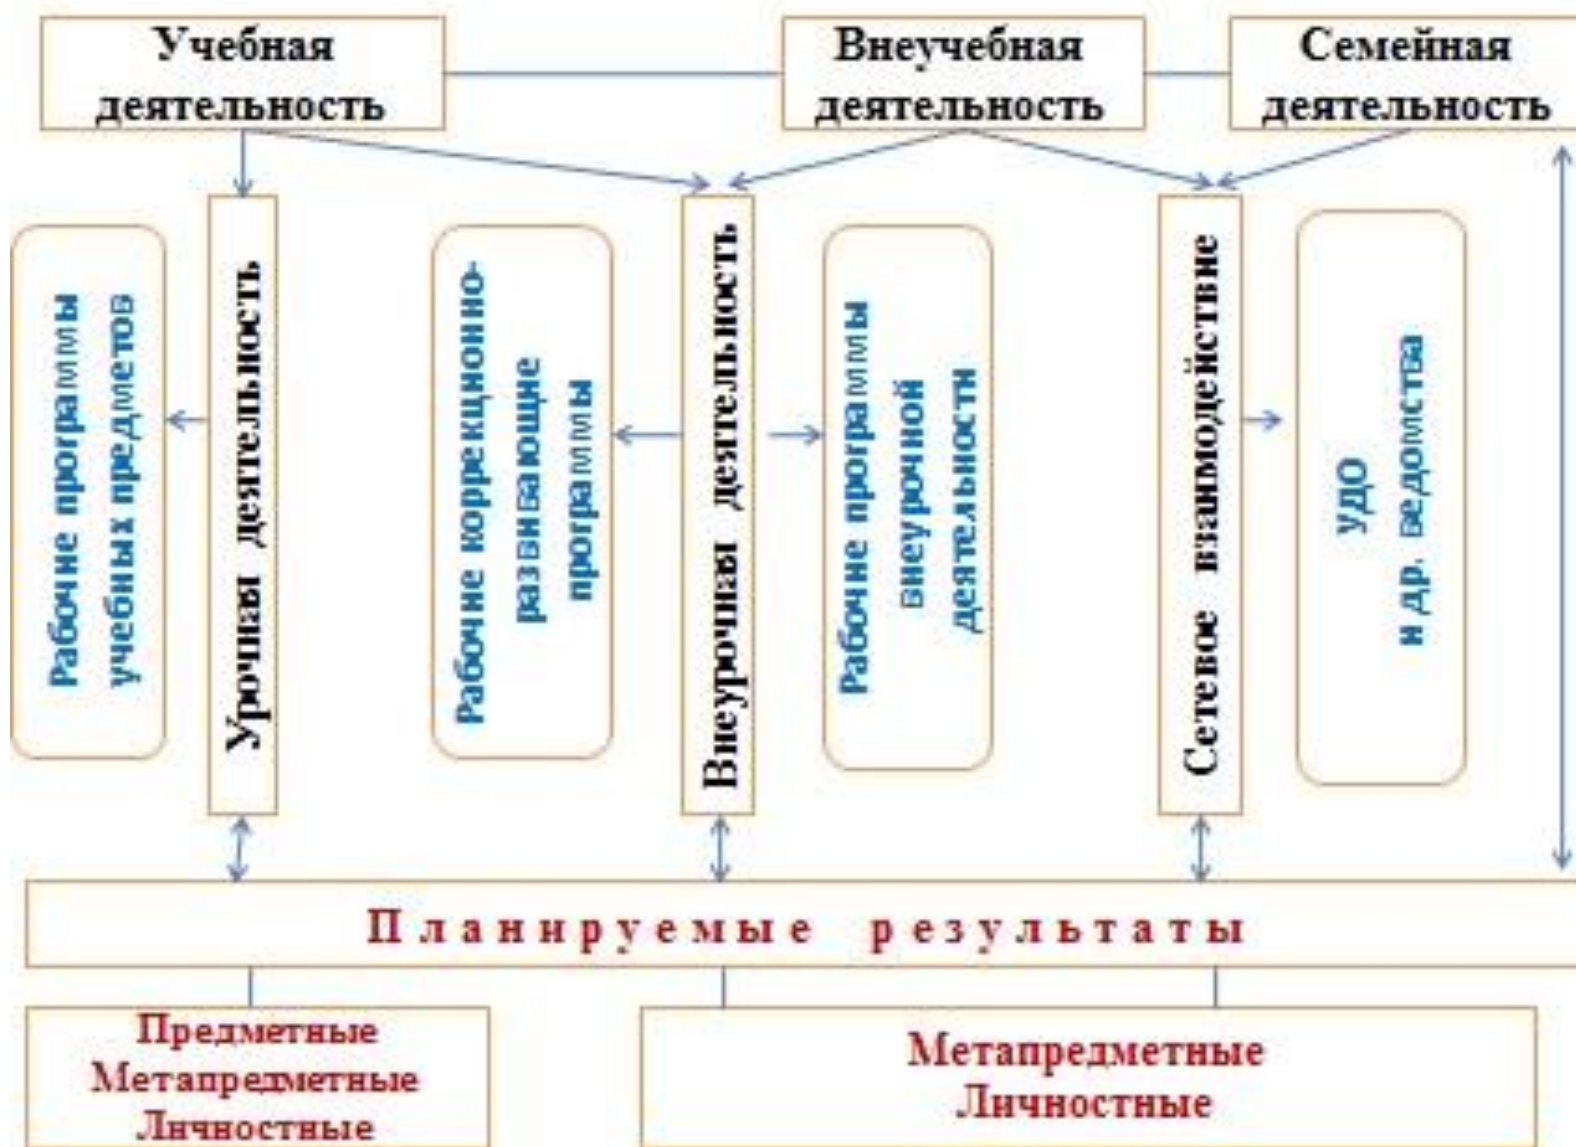 Учебная
деятельность
Внеучебная
деятельность
Семейная
деятельность
Рабочие программы
учебных предметов
Урочная деятельность
Рабочие коррекционно-
развивающие
программы
Внеурочная деятельность
Рабочие программы
внеурочной
деятельности
Сетевое взаимодействие
УДО
и др. ведомства
Планируемые результаты
Предметные
Метапредметные
Личностные
Метапредметные
Личностные